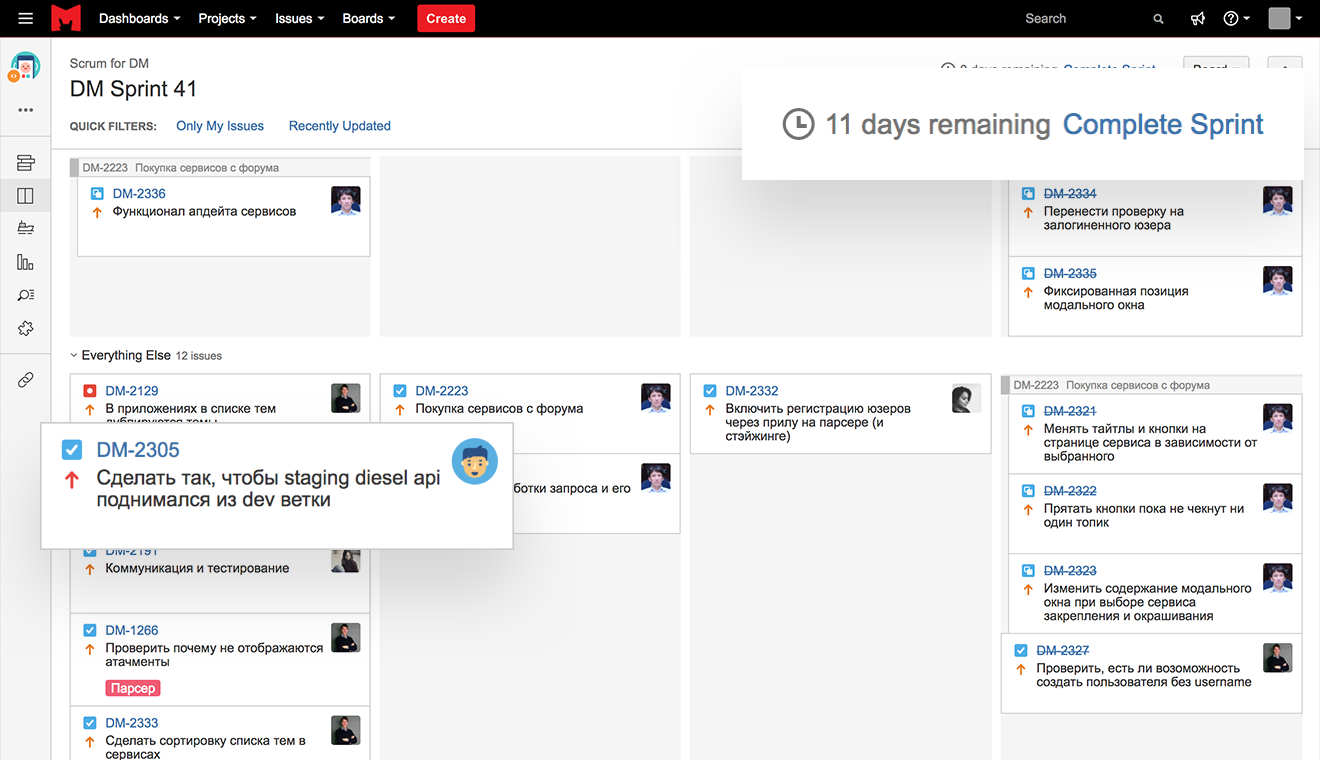 Dashboards Projects Issues Boards Create Search
Scrum for DM
DM Sprint 41
QUICK FILTERS: Only My Issues Recently Updated
11 days remaining Complete Sprint
DM-2223 Покупка сервисов с форума
DM-2336
Функционал апдейта сервисов
DM-2334
Перенести проверку на
залогиненного юзера
DM-2335
Фиксированная позиция
модального окна
Everything Else 12 issues
DM-2129
В приложениях в списке тем
дублируются темы
DM-2305
Сделать так, чтобы staging diesel api
поднимался из dev ветки
DM-2191
Коммуникация и тестирование
DM-1266
Проверить почему не отображаются
атачменты
Парсер
DM-2333
Сделать сортировку списка тем в
сервисах
DM-2223
Покупка сервисов с форума
ботки запроса и его
DM-2332
Включить регистрацию юзеров
через прилу на парсере (и
стэйжинге)
DM-2223 Покупка сервисов с форума
DM-2321
Менять тайтлы и кнопки на
странице сервиса в зависимости от
выбранного
DM-2322
Прятать кнопки пока не чекнут ни
один топик
DM-2323
Изменить содержание модального
окна при выборе сервиса
закрепления и окрашивания
DM-2327
Проверить, есть ли возоможность
создать пользователя без username